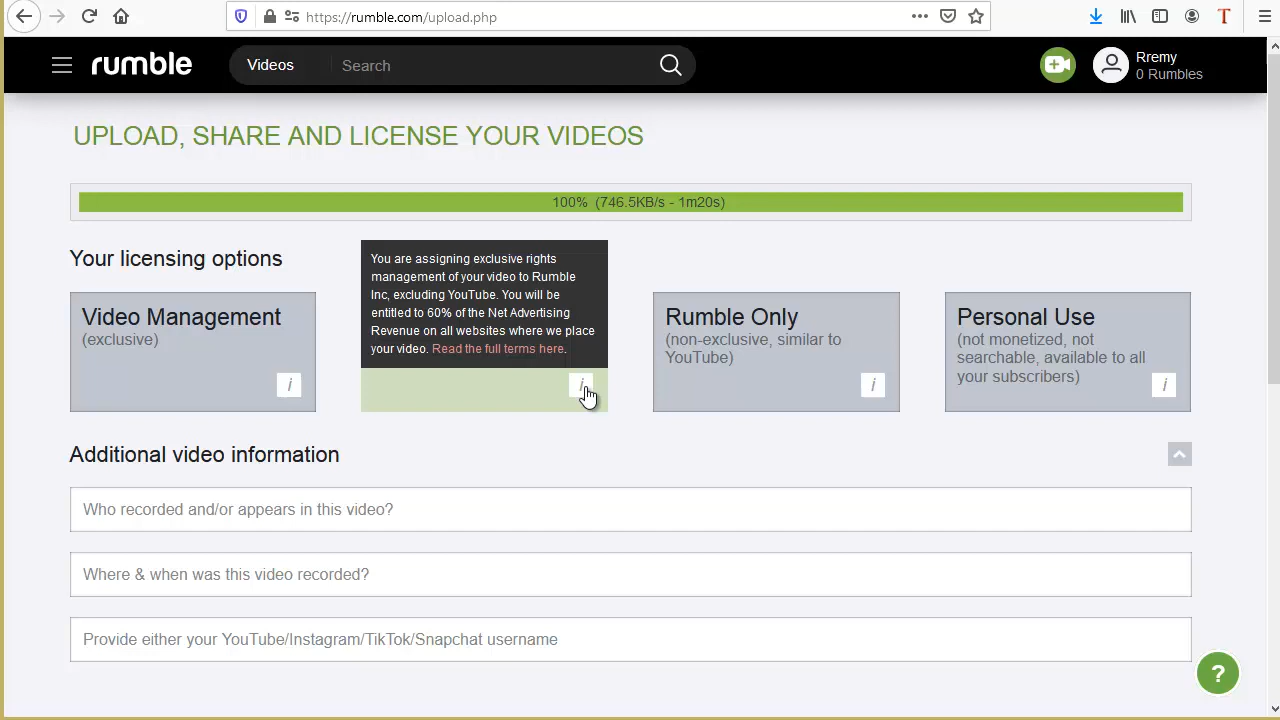 https://rumble.com/upload.php
T
rumble
Videos
Search
Rremy
0 Rumbles
UPLOAD, SHARE AND LICENSE YOUR VIDEOS
100% (746.5KB/s - 1m20s)
Your licensing options
Video Management
(exclusive)
i
You are assigning exclusive rights
management of your video to Rumble
Inc, excluding YouTube. You will be
entitled to 60% of the Net Advertising
Revenue on all websites where we place
your video. Read the full terms here.
i
Rumble Only
(non-exclusive, similar to
YouTube)
i
Personal Use
(not monetized, not
searchable, available to all
your subscribers)
i
Additional video information
Who recorded and/or appears in this video?
Where & when was this video recorded?
Provide either your YouTube/Instagram/TikTok/Snapchat username
?